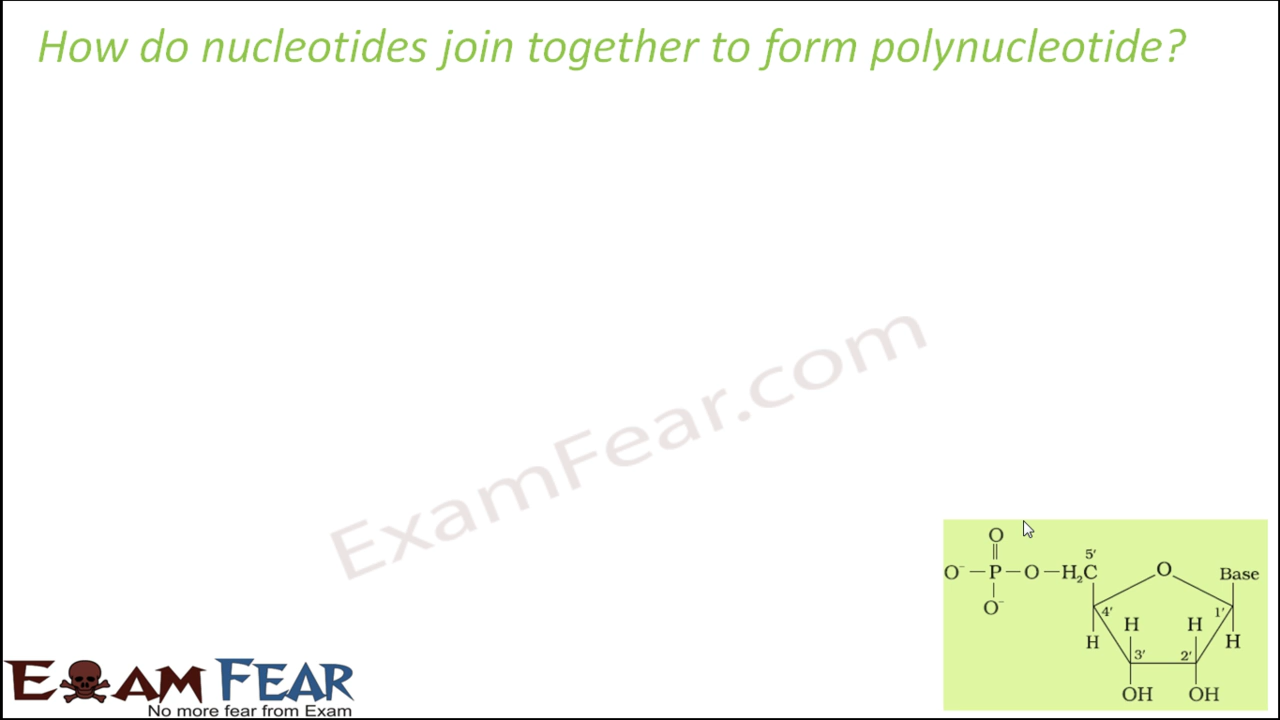 How do nucleotides join together to form polynucleotide?
ExamFear.com
O
5'
O⁻ P O H₂C O Base
O⁻ 4' H H 1'
H 3' 2' H
OH OH
EXAM FEAR
No more fear from Exam